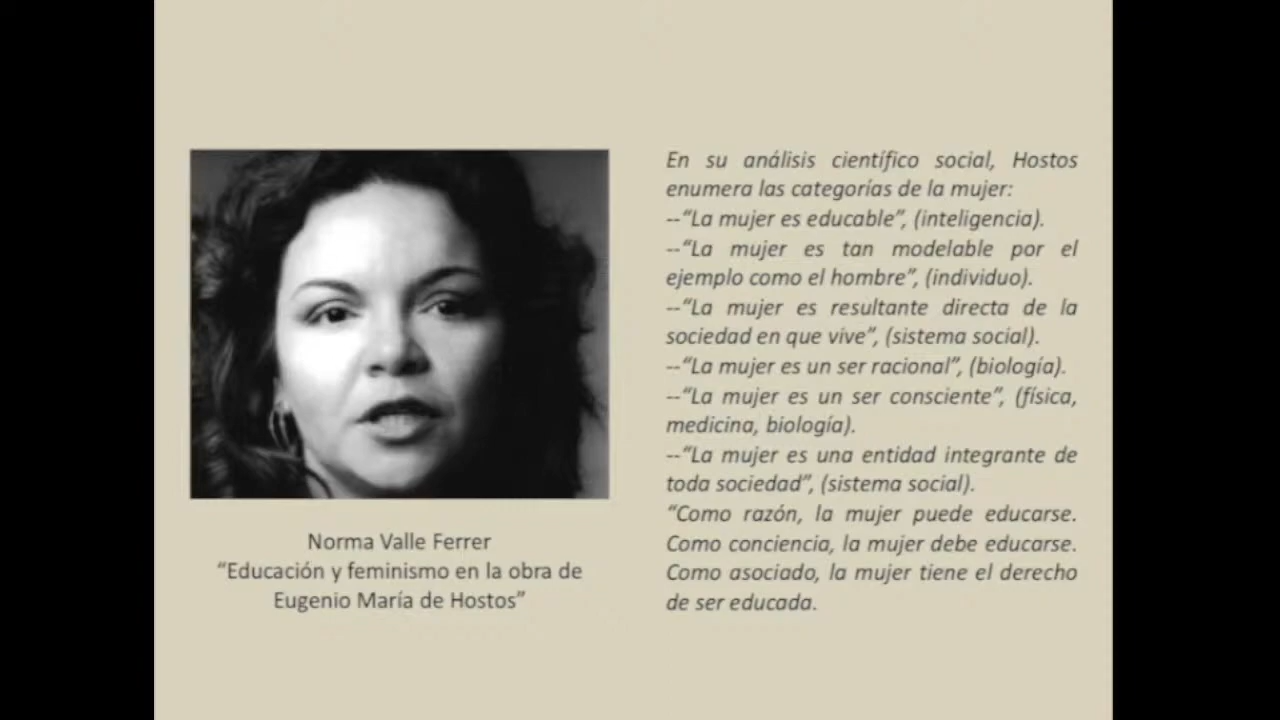 Norma Valle Ferrer
“Educación y feminismo en la obra de
Eugenio María de Hostos”
En su análisis científico social, Hostos
enumera las categorías de la mujer:
--“La mujer es educable”, (inteligencia).
--“La mujer es tan modelable por el
ejemplo como el hombre”, (individuo).
--“La mujer es resultante directa de la
sociedad en que vive”, (sistema social).
--“La mujer es un ser racional”, (biología).
--“La mujer es un ser consciente”, (física,
medicina, biología).
--“La mujer es una entidad integrante de
toda sociedad”, (sistema social).
“Como razón, la mujer puede educarse.
Como conciencia, la mujer debe educarse.
Como asociado, la mujer tiene el derecho
de ser educada.